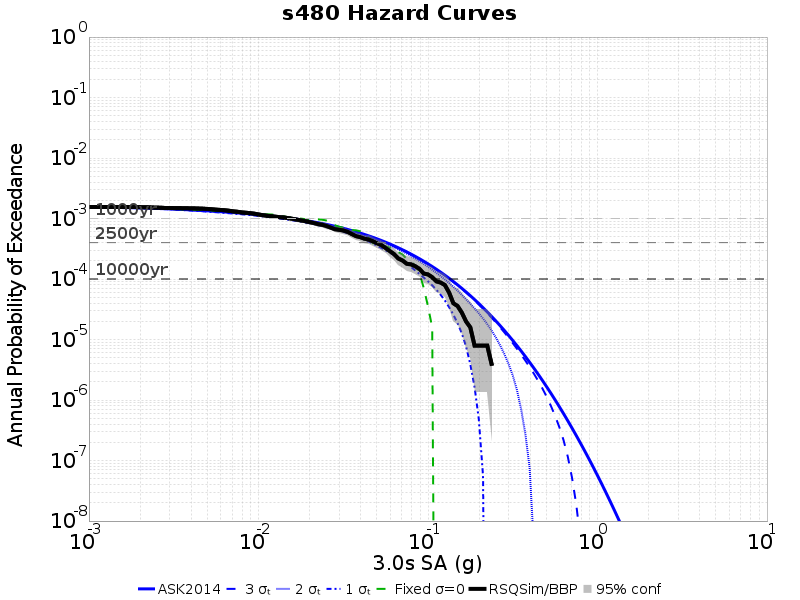 s480 Hazard Curves
Annual Probability of Exceedance
10^0
10^-1
10^-2
10^-3
10^-4
10^-5
10^-6
10^-7
10^-8
1000yr
2500yr
10000yr
10^-3 10^-2 10^-1 10^0 10^1
3.0s SA (g)
ASK2014 3 σₜ 2 σₜ 1 σₜ Fixed σ=0 RSQSim/BBP 95% conf